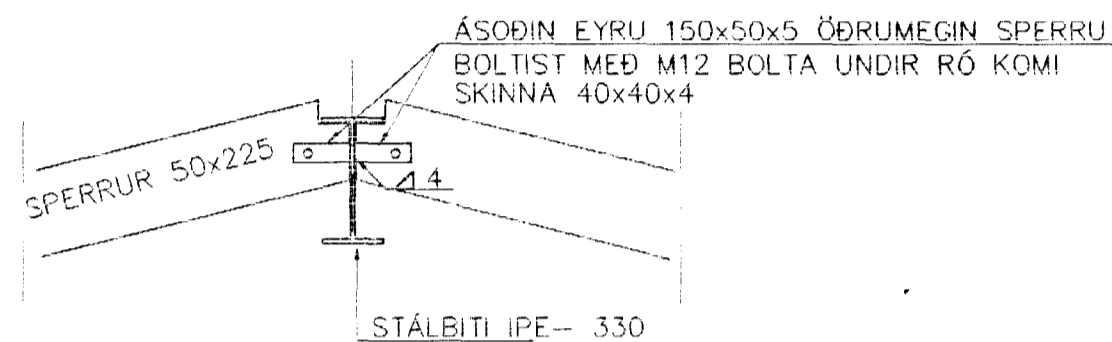 ÁSOÐIN EYRU 150x50x5 ÖÐRUMEGIN SPERRU
BOLTIST MEÐ M12 BOLTA UNDIR RÓ KOMI
SKINNA 40x40x4
SPERRUR 50x225
4
STÁLBITI IPE- 330